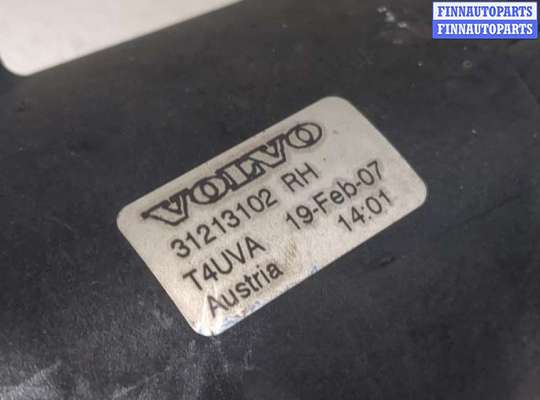 FINNAUTOPARTS
FINNAUTOPARTS
VOLVO
31213102 RH
T4UVA 19-Feb-07
Austria 14:01